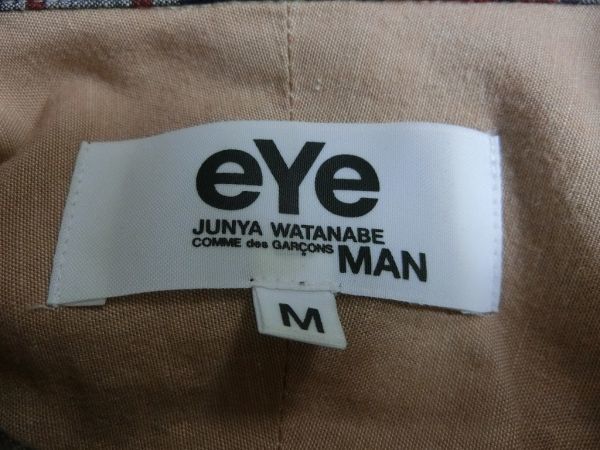 eYe
JUNYA WATANABE
COMME des GARÇONS MAN
M